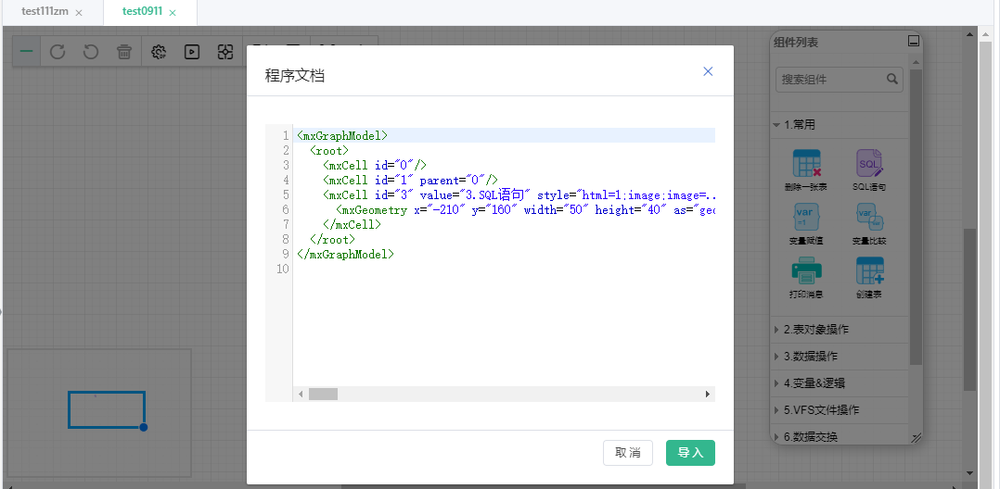 test111zm ×
test0911 ×
程序文档
1 <mxGraphModel>
2 <root>
3 <mxCell id="0"/>
4 <mxCell id="1" parent="0"/>
5 <mxCell id="3" value="3.SQL语句" style="html=1;image;image=..
6 <mxGeometry x="-210" y="160" width="50" height="40" as="geo
7 </mxCell>
8 </root>
9 </mxGraphModel>
10
取 消
导 入
组件列表
搜索组件
1.常用
SQL
删除一张表 SQL语句
var =1 var
变量赋值 变量比较
打印消息 创建表
2.表对象操作
3.数据操作
4.变量&逻辑
5.VFS文件操作
6.数据交换